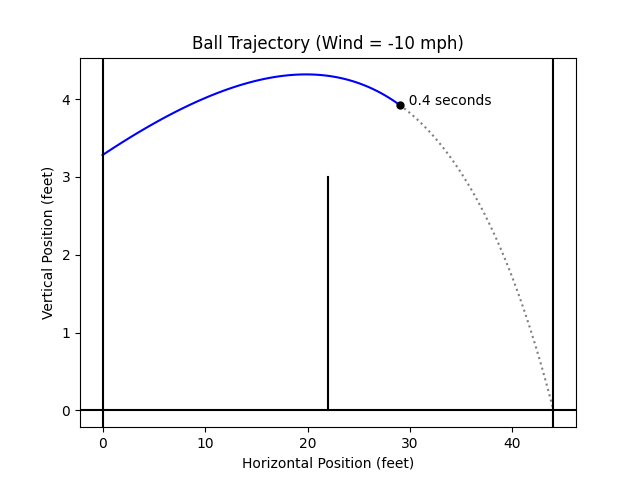 Ball Trajectory (Wind = -10 mph)
4
3
2
1
0
Vertical Position (feet)
0.4 seconds
0 10 20 30 40
Horizontal Position (feet)